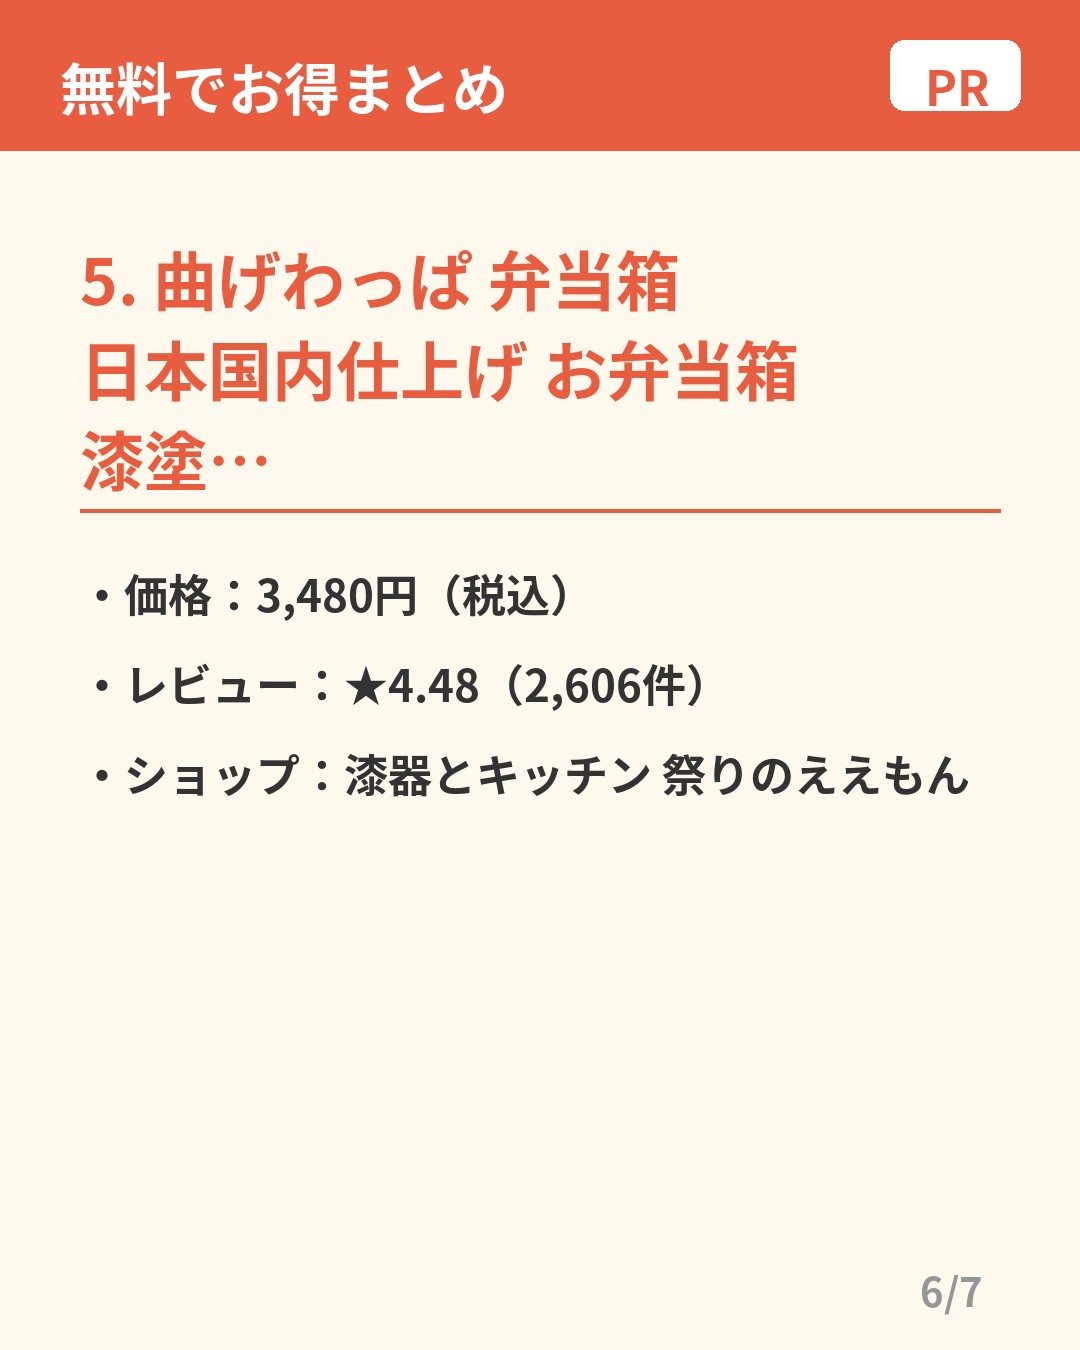 無料でお得まとめ
PR
5. 曲げわっぱ 弁当箱
日本国内仕上げ お弁当箱
漆塗…
・価格：3,480円（税込）
・レビュー：★4.48（2,606件）
・ショップ：漆器とキッチン 祭りのええもん
6/7